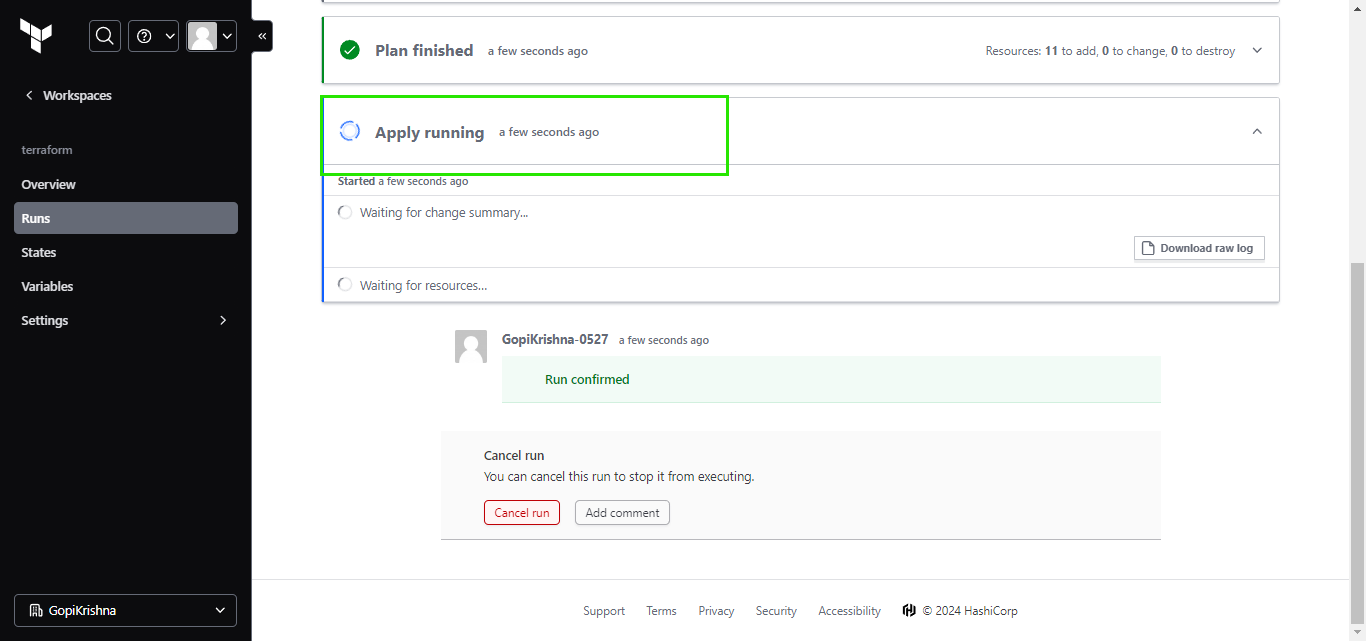 Workspaces
terraform
Overview
Runs
States
Variables
Settings
GopiKrishna
Plan finished a few seconds ago Resources: 11 to add, 0 to change, 0 to destroy
Apply running a few seconds ago
Started a few seconds ago
Waiting for change summary...
Download raw log
Waiting for resources...
GopiKrishna-0527 a few seconds ago
Run confirmed
Cancel run
You can cancel this run to stop it from executing.
Cancel run Add comment
Support Terms Privacy Security Accessibility © 2024 HashiCorp